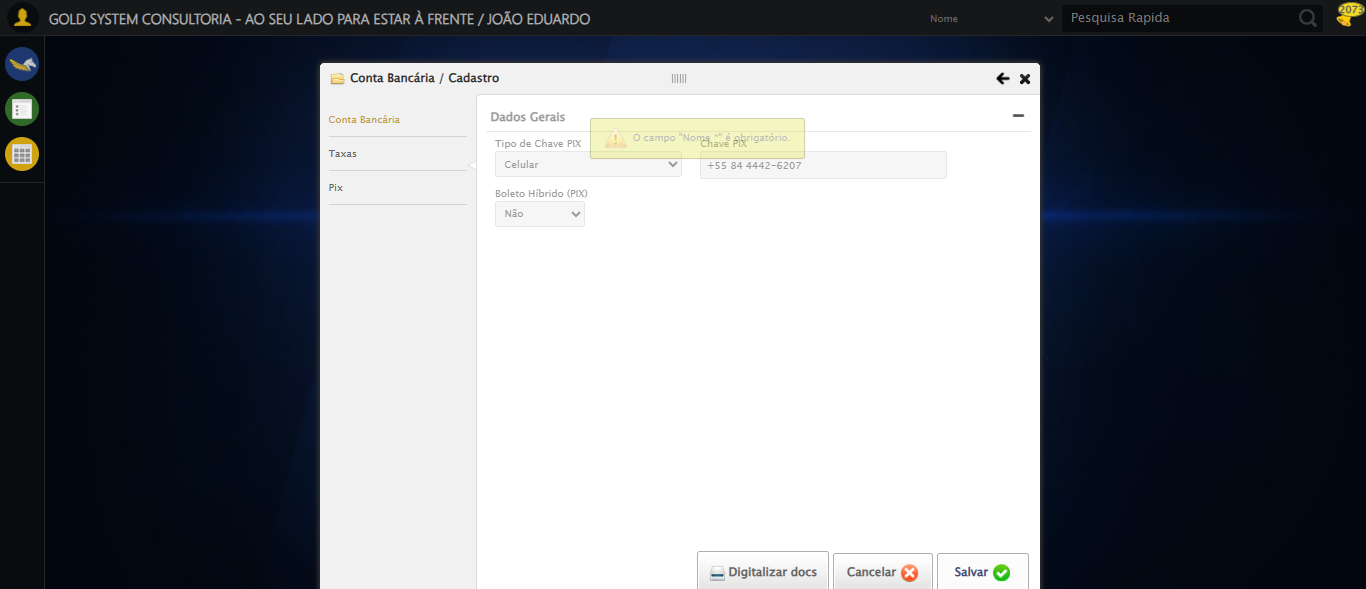 GOLD SYSTEM CONSULTORIA - AO SEU LADO PARA ESTAR À FRENTE / JOÃO EDUARDO
Nome
Pesquisa Rapida
2073
Conta Bancária / Cadastro
Conta Bancária
Taxas
Pix
Dados Gerais
O campo "Nome *" é obrigatório.
Tipo de Chave PIX
Chave PIX
Celular
+55 84 4442-6207
Boleto Híbrido (PIX)
Não
Digitalizar docs
Cancelar
Salvar